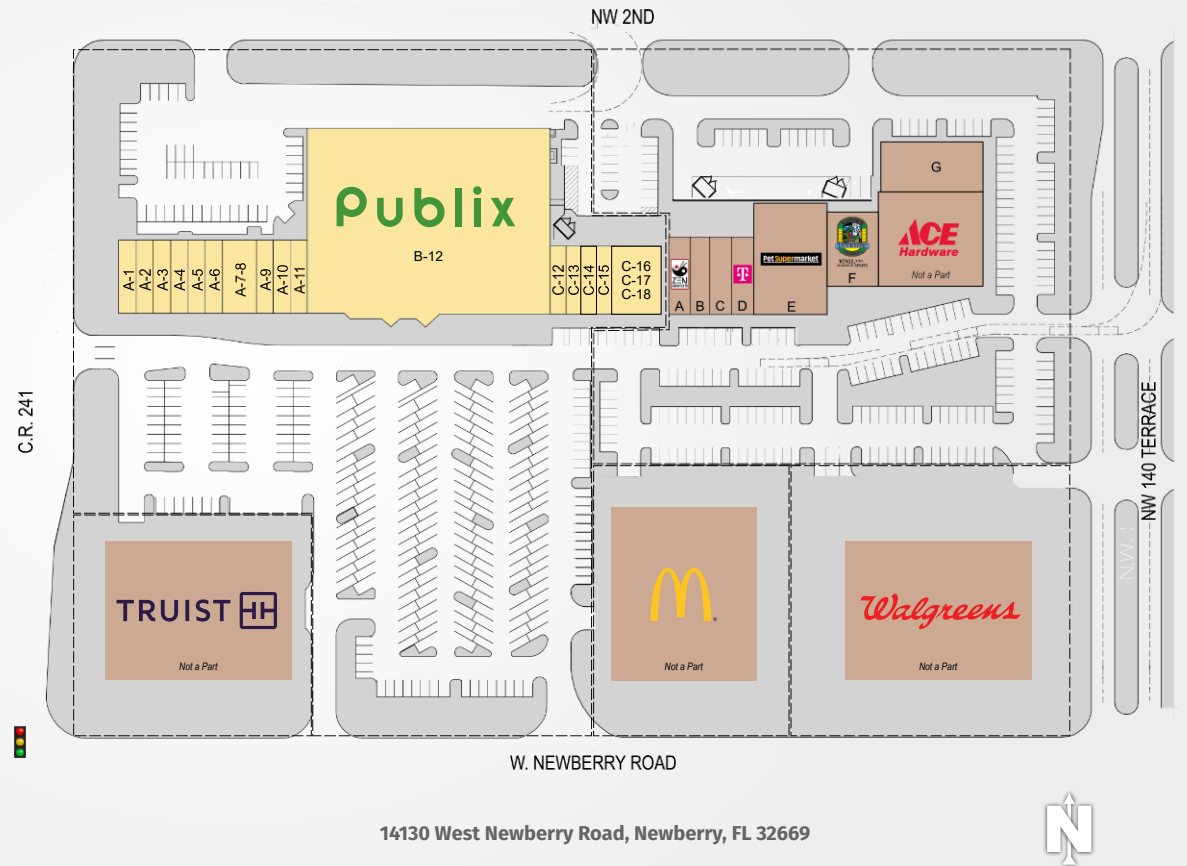 NW 2ND
Publix
B-12
A-1
A-2
A-3
A-4
A-5
A-6
A-7-8
A-9
A-10
A-11
C-12
C-13
C-14
C-15
C-16
C-17
C-18
ZEN
A
B
C
T
D
PetSupermarket
E
F
G
ACE
Hardware
Not a Part
C.R. 241
NW 140 TERRACE
N.W.
TRUIST
Not a Part
M
Not a Part
Walgreens
Not a Part
W. NEWBERRY ROAD
14130 West Newberry Road, Newberry, FL 32669
N